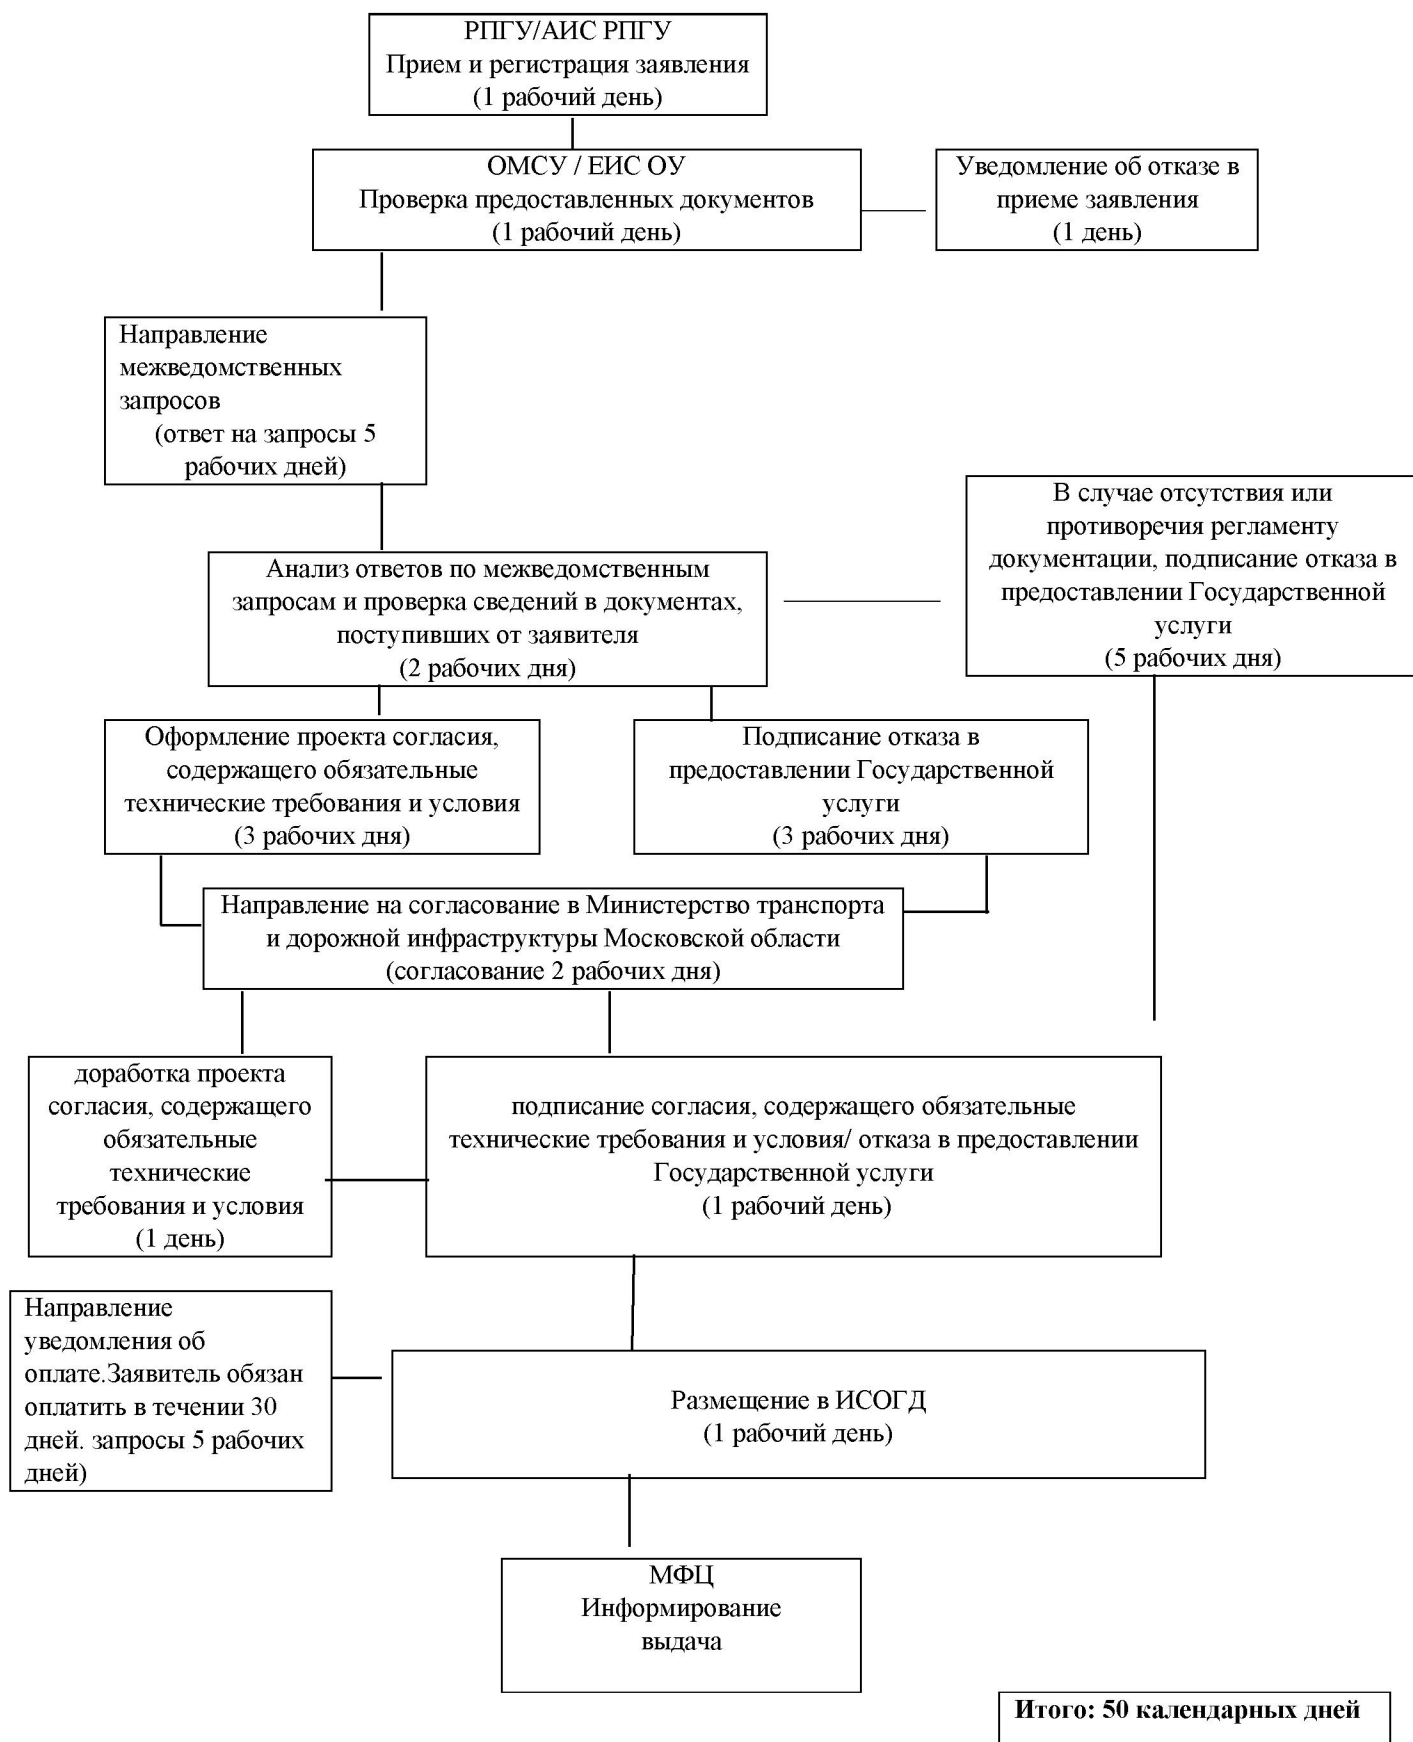 РПГУ/АИС РПГУ
Прием и регистрация заявления
(1 рабочий день)
ОМСУ / ЕИС ОУ
Проверка предоставленных документов
(1 рабочий день)
Уведомление об отказе в
приеме заявления
(1 день)
Направление
межведомственных
запросов
(ответ на запросы 5
рабочих дней)
В случае отсутствия или
противоречия регламенту
документации, подписание отказа в
предоставлении Государственной
услуги
(5 рабочих дня)
Анализ ответов по межведомственным
запросам и проверка сведений в документах,
поступивших от заявителя
(2 рабочих дня)
Оформление проекта согласия,
содержащего обязательные
технические требования и условия
(3 рабочих дня)
Подписание отказа в
предоставлении Государственной
услуги
(3 рабочих дня)
Направление на согласование в Министерство транспорта
и дорожной инфраструктуры Московской области
(согласование 2 рабочих дня)
доработка проекта
согласия, содержащего
обязательные
технические
требования и условия
(1 день)
подписание согласия, содержащего обязательные
технические требования и условия/ отказа в предоставлении
Государственной услуги
(1 рабочий день)
Направление
уведомления об
оплате.Заявитель обязан
оплатить в течении 30
дней. запросы 5 рабочих
дней)
Размещение в ИСОГД
(1 рабочий день)
МФЦ
Информирование
выдача
Итого: 50 календарных дней